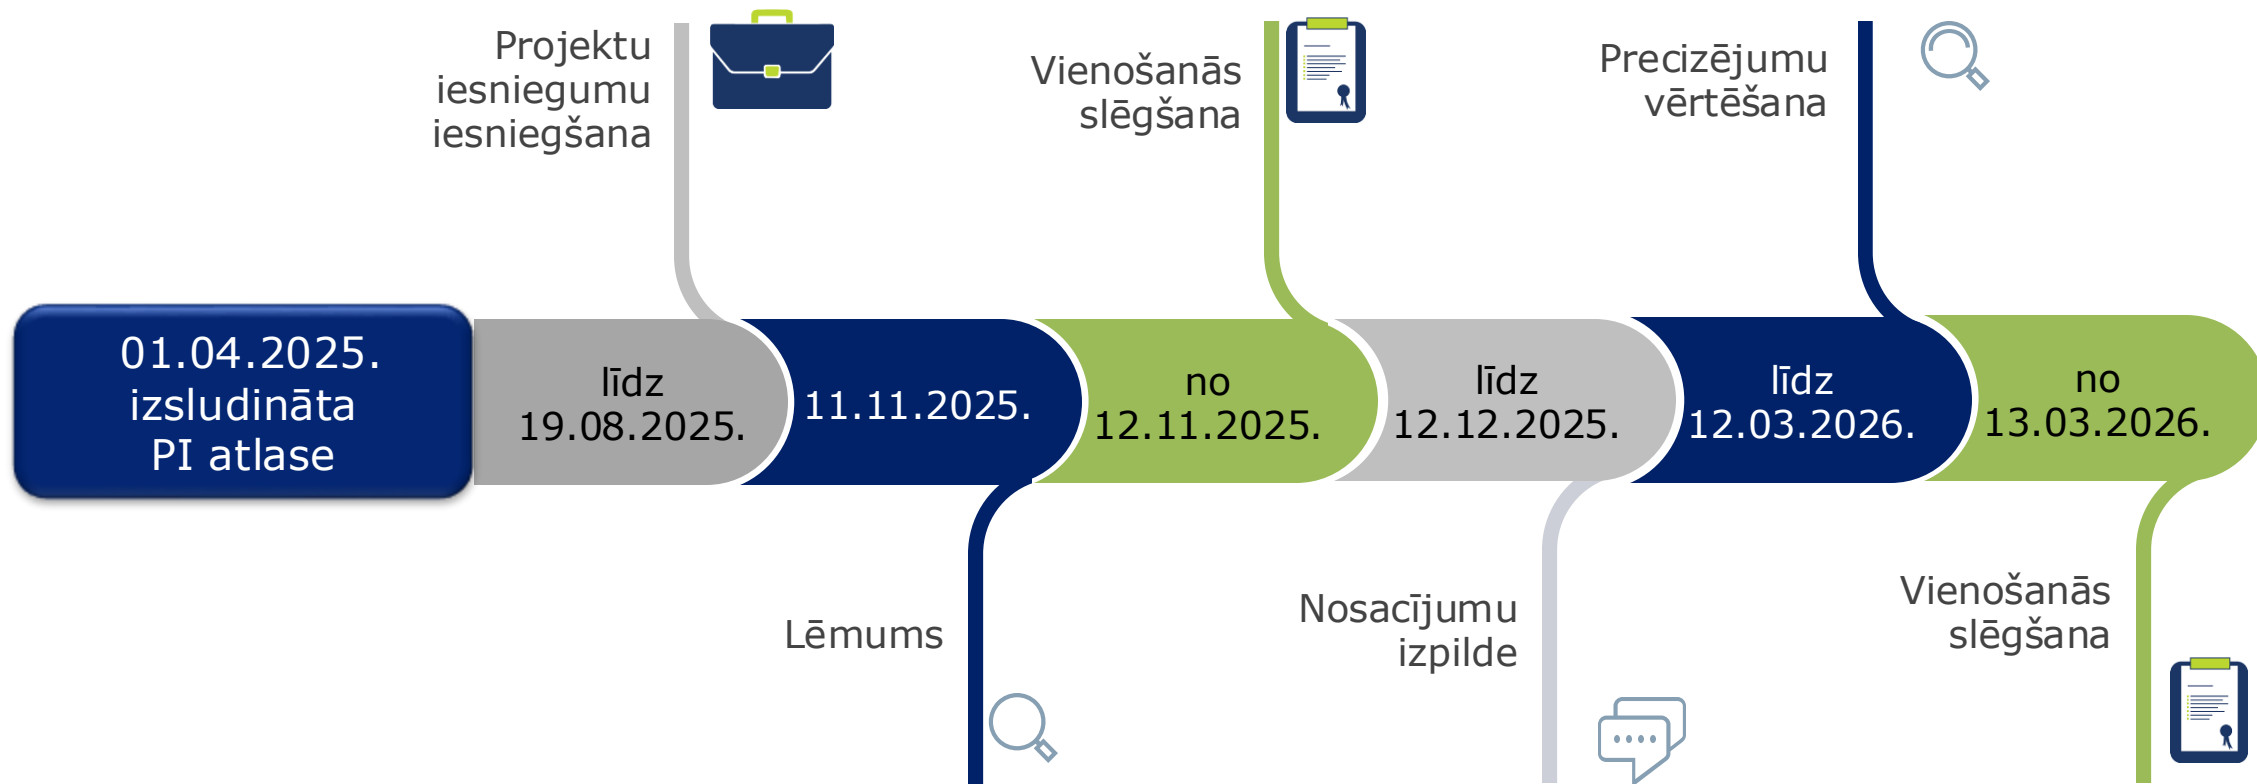 Projektu
iesniegumu
iesniegšana
Vienošanās
slēgšana
Precizējumu
vērtēšana
01.04.2025.
izsludināta
PI atlase
līdz
19.08.2025.
11.11.2025.
no
12.11.2025.
līdz
12.12.2025.
līdz
12.03.2026.
no
13.03.2026.
Lēmums
Nosacījumu
izpilde
Vienošanās
slēgšana